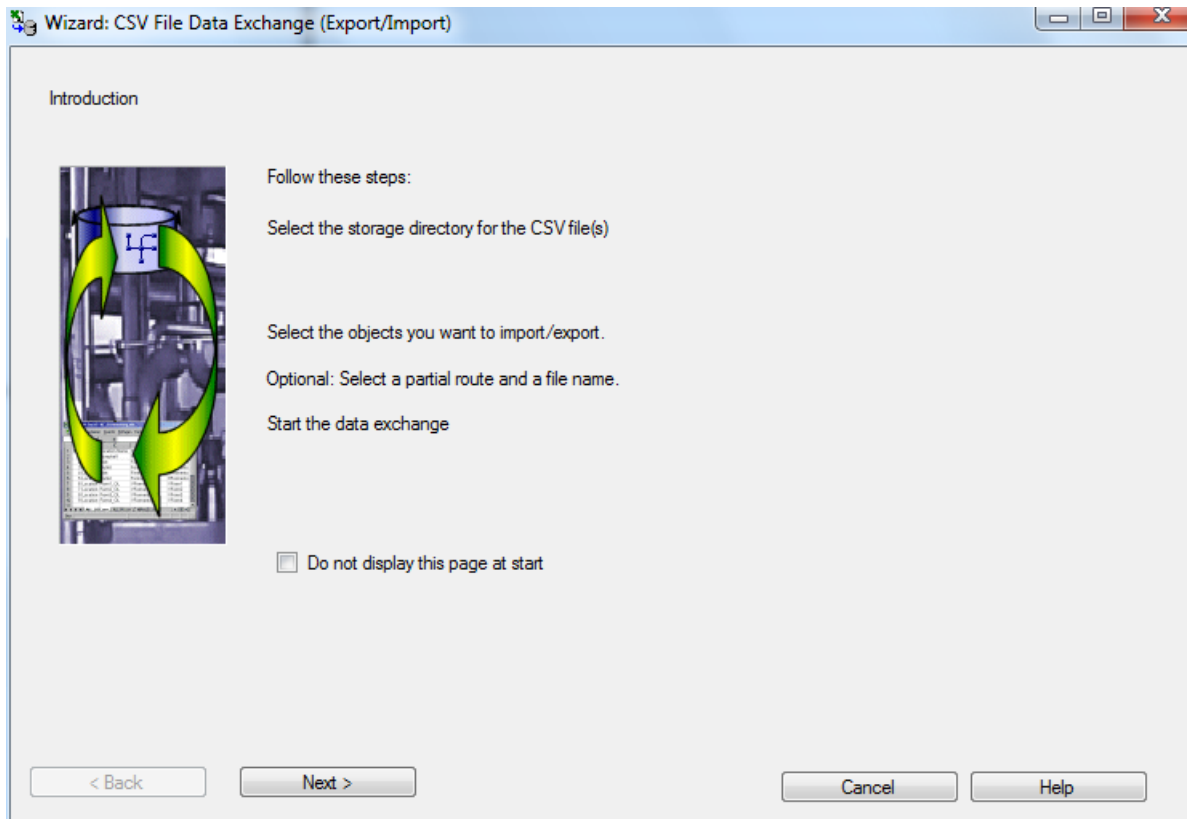 Wizard: CSV File Data Exchange (Export/Import)
Introduction
Follow these steps:
Select the storage directory for the CSV file(s)
Select the objects you want to import/export.
Optional: Select a partial route and a file name.
Start the data exchange
Do not display this page at start
< Back
Next >
Cancel
Help